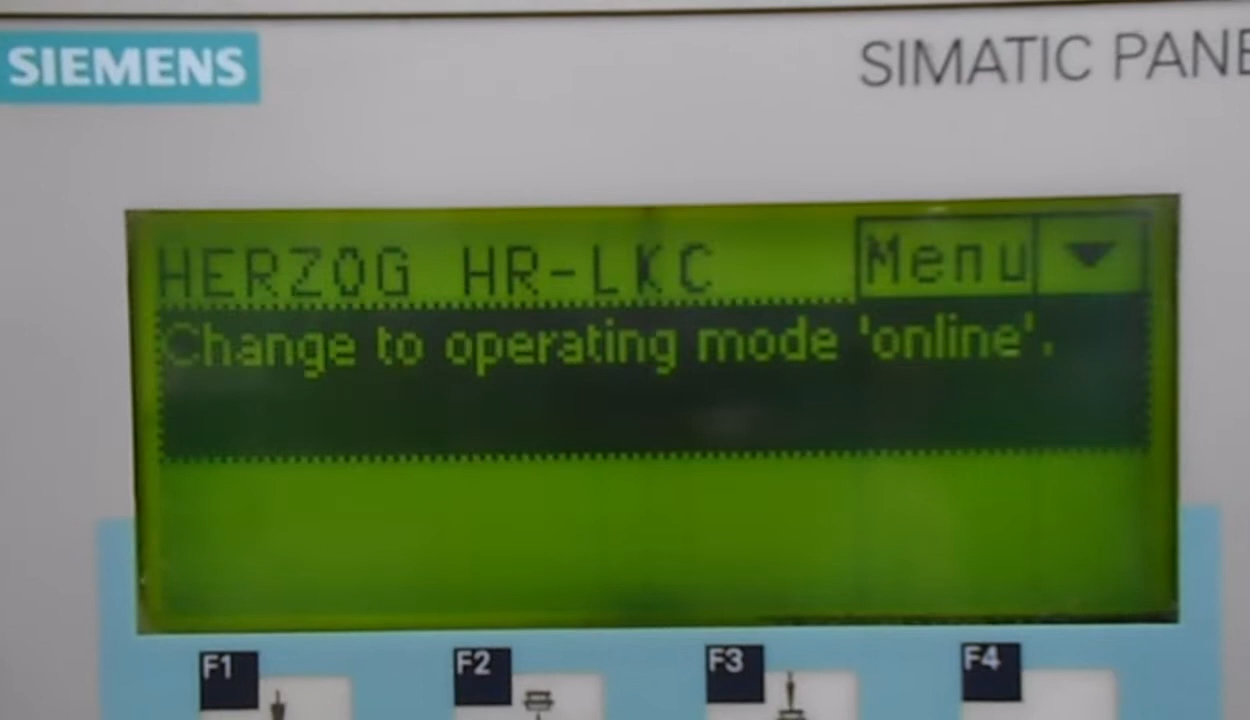 SIEMENS
SIMATIC PANE
HERZOG HR-LKC Menu
Change to operating mode 'online'.
F1 F2 F3 F4